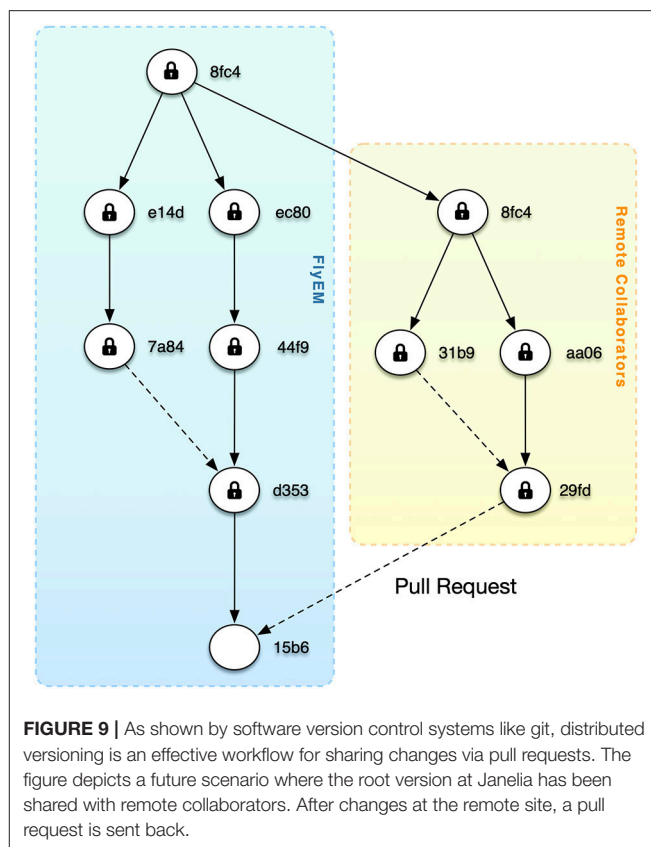 8fc4
e14d
ec80
8fc4
FlyEM
Remote Collaborators
7a84
44f9
31b9
aa06
d353
29fd
Pull Request
15b6
FIGURE 9 | As shown by software version control systems like git, distributed
versioning is an effective workflow for sharing changes via pull requests. The
figure depicts a future scenario where the root version at Janelia has been
shared with remote collaborators. After changes at the remote site, a pull
request is sent back.